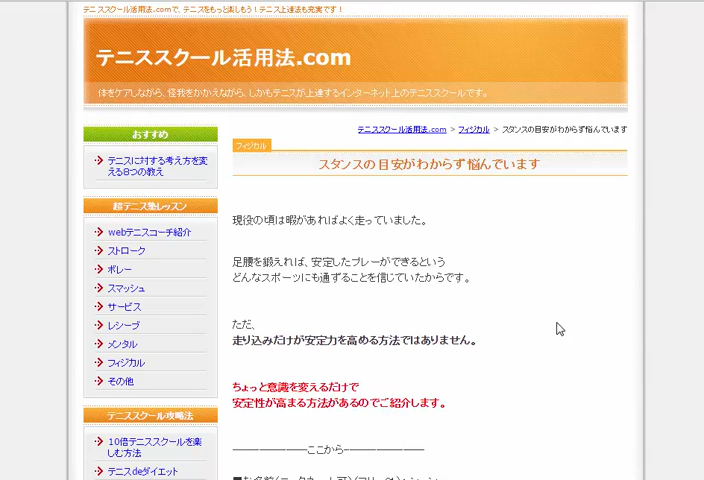 テニススクール活用法.comで、テニスをもっと楽しもう！テニス上達法も充実です！
テニススクール活用法.com
体をケアしながら、怪我をかかえながら、しかもテニスが上達するインターネット上のテニススクールです。
おすすめ
テニスに対する考え方を変
える8つの教え
超テニス塾レッスン
webテニスコーチ紹介
ストローク
ボレー
スマッシュ
サービス
レシーブ
メンタル
フィジカル
その他
テニススクール攻略法
10倍テニススクールを楽
しむ方法
テニスdeダイエット
テニススクール活用法.com > フィジカル > スタンスの目安がわからず悩んでいます
フィジカル
スタンスの目安がわからず悩んでいます
現役の頃は暇があればよく走っていました。
足腰を鍛えれば、安定したプレーができるという
どんなスポーツにも通ずることを信じていたからです。
ただ、
走り込みだけが安定力を高める方法ではありません。
ちょっと意識を変えるだけで
安定性が高まる方法があるのでご紹介します。
―――――――ここから―――――――